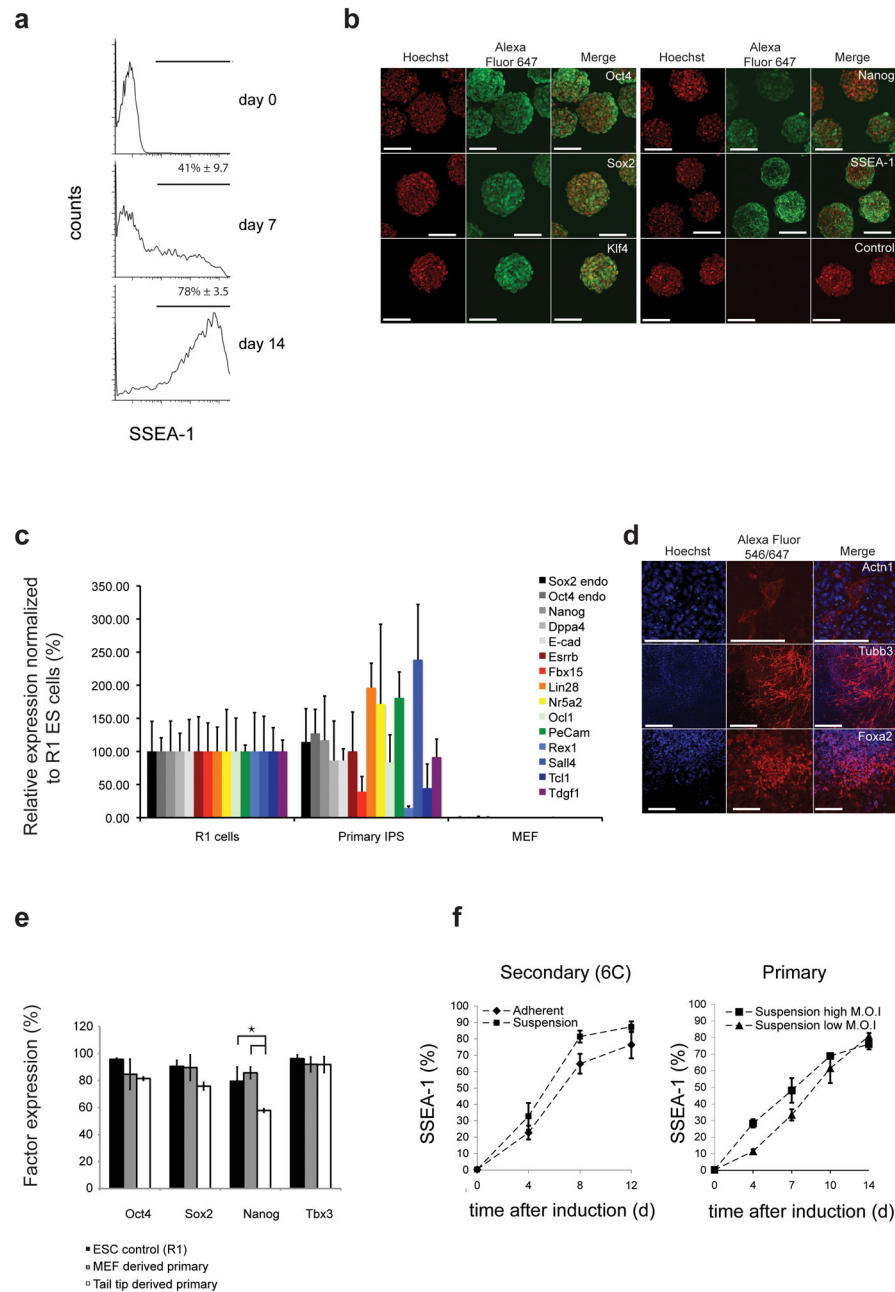 a
day 0
41% ± 9.7
day 7
78% ± 3.5
day 14
counts
SSEA-1
b
Hoechst
Alexa
Fluor 647
Merge
Hoechst
Alexa
Fluor 647
Merge
Oct4
Nanog
Sox2
SSEA-1
Klf4
Control
c
Relative expression normalized
to R1 ES cells (%)
350.00
300.00
250.00
200.00
150.00
100.00
50.00
0.00
R1 cells
Primary IPS
MEF
Sox2 endo
Oct4 endo
Nanog
Dppa4
E-cad
Esrrb
Fbx15
Lin28
Nr5a2
Ocl1
PeCam
Rex1
Sall4
Tcl1
Tdgf1
d
Hoechst
Alexa Fluor
546/647
Merge
Actn1
Tubb3
Foxa2
e
Factor expression (%)
120
100
80
60
40
20
0
Oct4
Sox2
Nanog
Tbx3
ESC control (R1)
MEF derived primary
Tail tip derived primary
f
Secondary (6C)
SSEA-1 (%)
100
90
80
70
60
50
40
30
20
10
0
Adherent
Suspension
0 4 8 12
time after induction (d)
Primary
SSEA-1 (%)
100
90
80
70
60
50
40
30
20
10
0
Suspension high M.O.I
Suspension low M.O.I
0 4 7 10 14
time after induction (d)